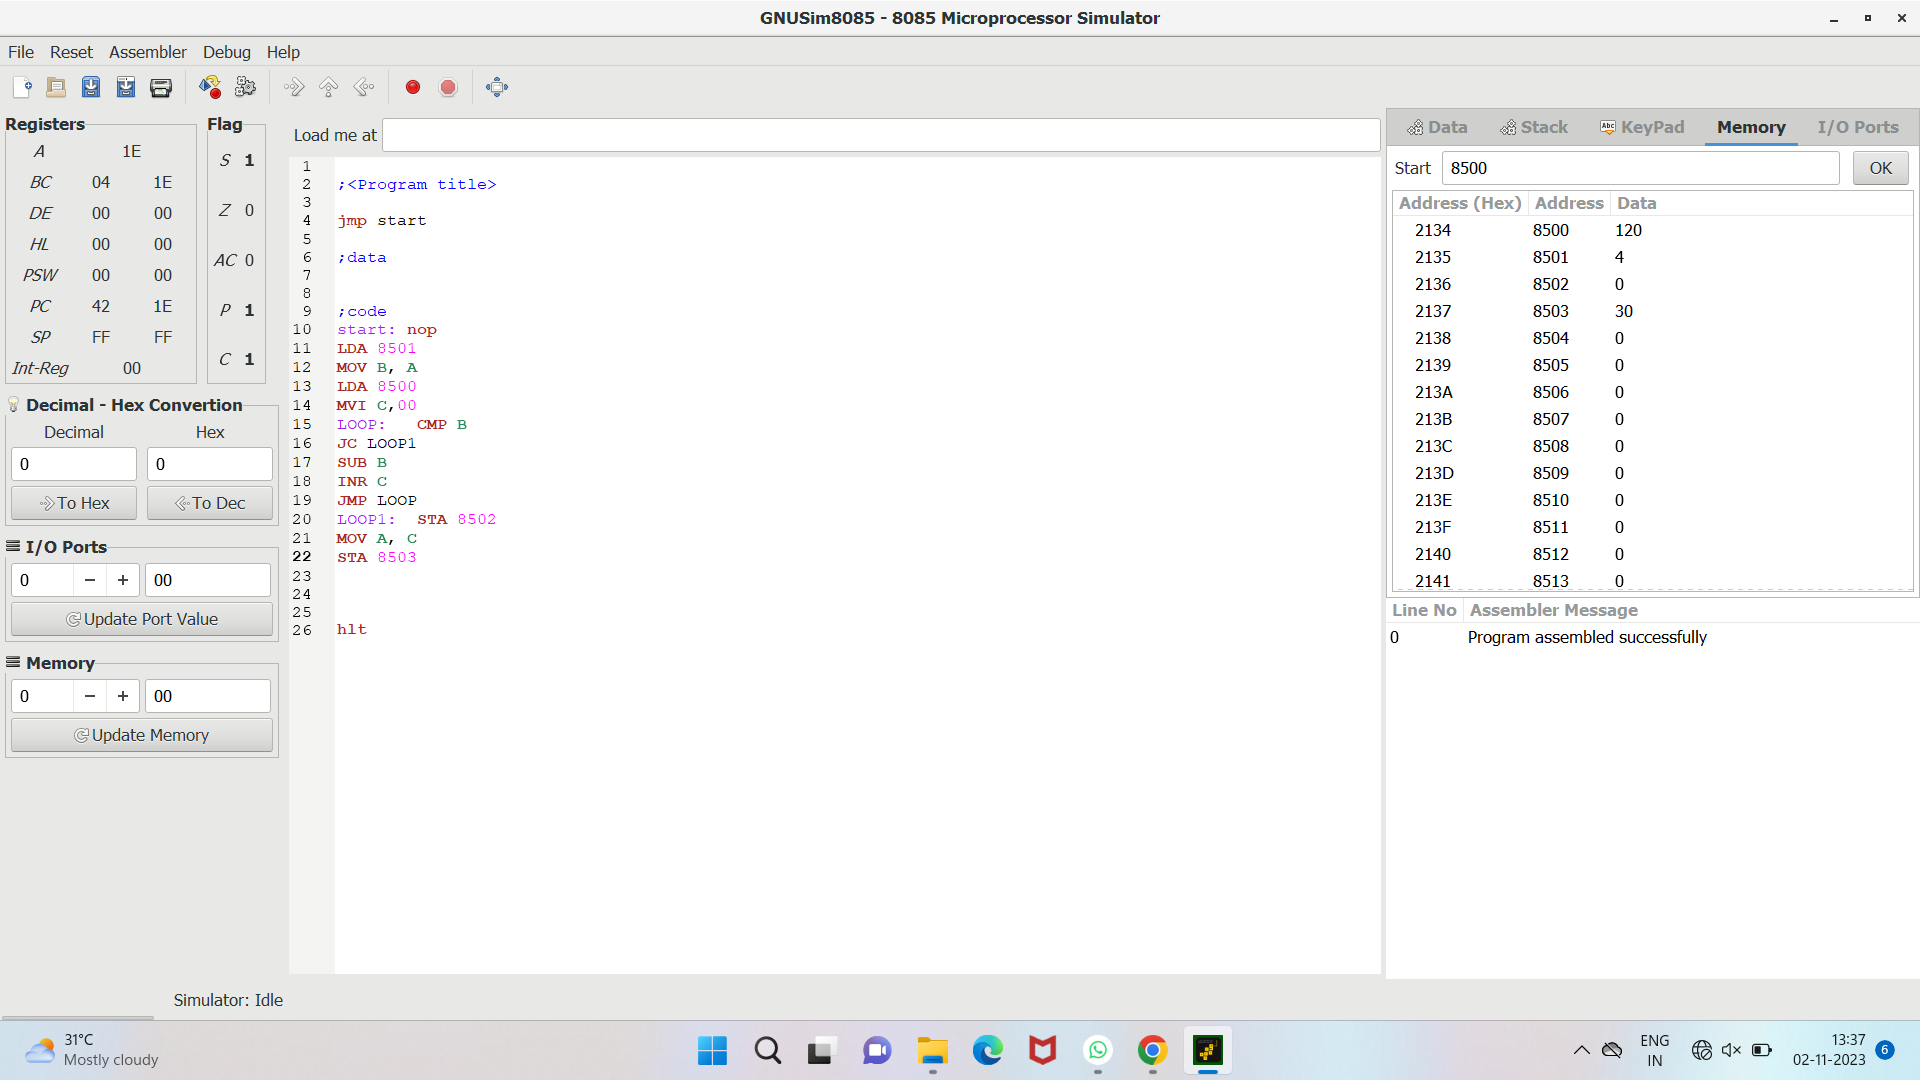 GNUSim8085 - 8085 Microprocessor Simulator
File Reset Assembler Debug Help
Registers
A 1E
BC 04 1E
DE 00 00
HL 00 00
PSW 00 00
PC 42 1E
SP FF FF
Int-Reg 00
Flag
S 1
Z 0
AC 0
P 1
C 1
Decimal - Hex Convertion
Decimal Hex
0 0
To Hex To Dec
I/O Ports
0 − + 00
Update Port Value
Memory
0 − + 00
Update Memory
Load me at
1
2 ;<Program title>
3
4 jmp start
5
6 ;data
7
8
9 ;code
10 start: nop
11 LDA 8501
12 MOV B, A
13 LDA 8500
14 MVI C,00
15 LOOP: CMP B
16 JC LOOP1
17 SUB B
18 INR C
19 JMP LOOP
20 LOOP1: STA 8502
21 MOV A, C
22 STA 8503
23
24
25
26 hlt
Data Stack Abc KeyPad Memory I/O Ports
Start 8500 OK
Address (Hex) Address Data
2134 8500 120
2135 8501 4
2136 8502 0
2137 8503 30
2138 8504 0
2139 8505 0
213A 8506 0
213B 8507 0
213C 8508 0
213D 8509 0
213E 8510 0
213F 8511 0
2140 8512 0
2141 8513 0
Line No Assembler Message
0 Program assembled successfully
Simulator: Idle
31°C
Mostly cloudy
ENG
IN
13:37
02-11-2023
6